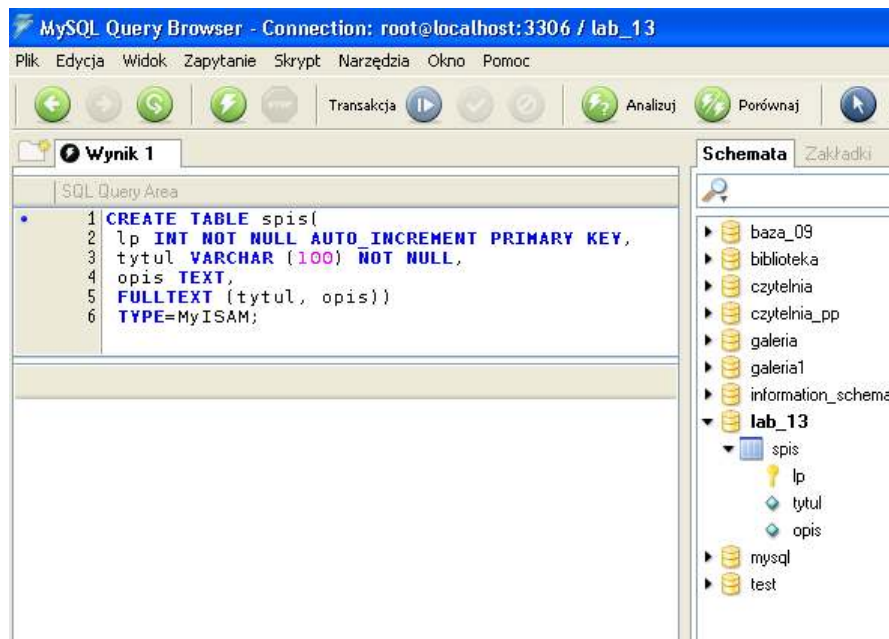 MySQL Query Browser - Connection: root@localhost:3306 / lab_13
Plik Edycja Widok Zapytanie Skrypt Narzędzia Okno Pomoc
Transakcja Analizuj Porównaj
Wynik 1
SQL Query Area
1 CREATE TABLE spis(
2 lp INT NOT NULL AUTO_INCREMENT PRIMARY KEY,
3 tytul VARCHAR (100) NOT NULL,
4 opis TEXT,
5 FULLTEXT (tytul, opis))
6 TYPE=MyISAM;
Schemata Zakładki
baza_09
biblioteka
czytelnia
czytelnia_pp
galeria
galeria1
information_schema
lab_13
spis
lp
tytul
opis
mysql
test